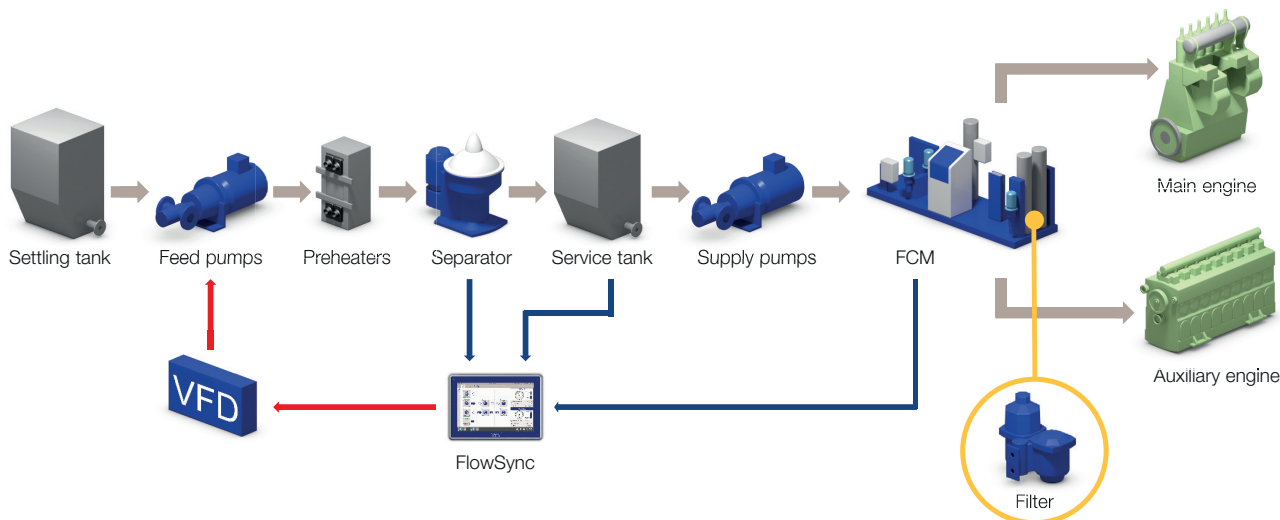 Main engine
Settling tank
Feed pumps
Preheaters
Separator
Service tank
Supply pumps
FCM
VFD
Auxiliary engine
FlowSync
Filter